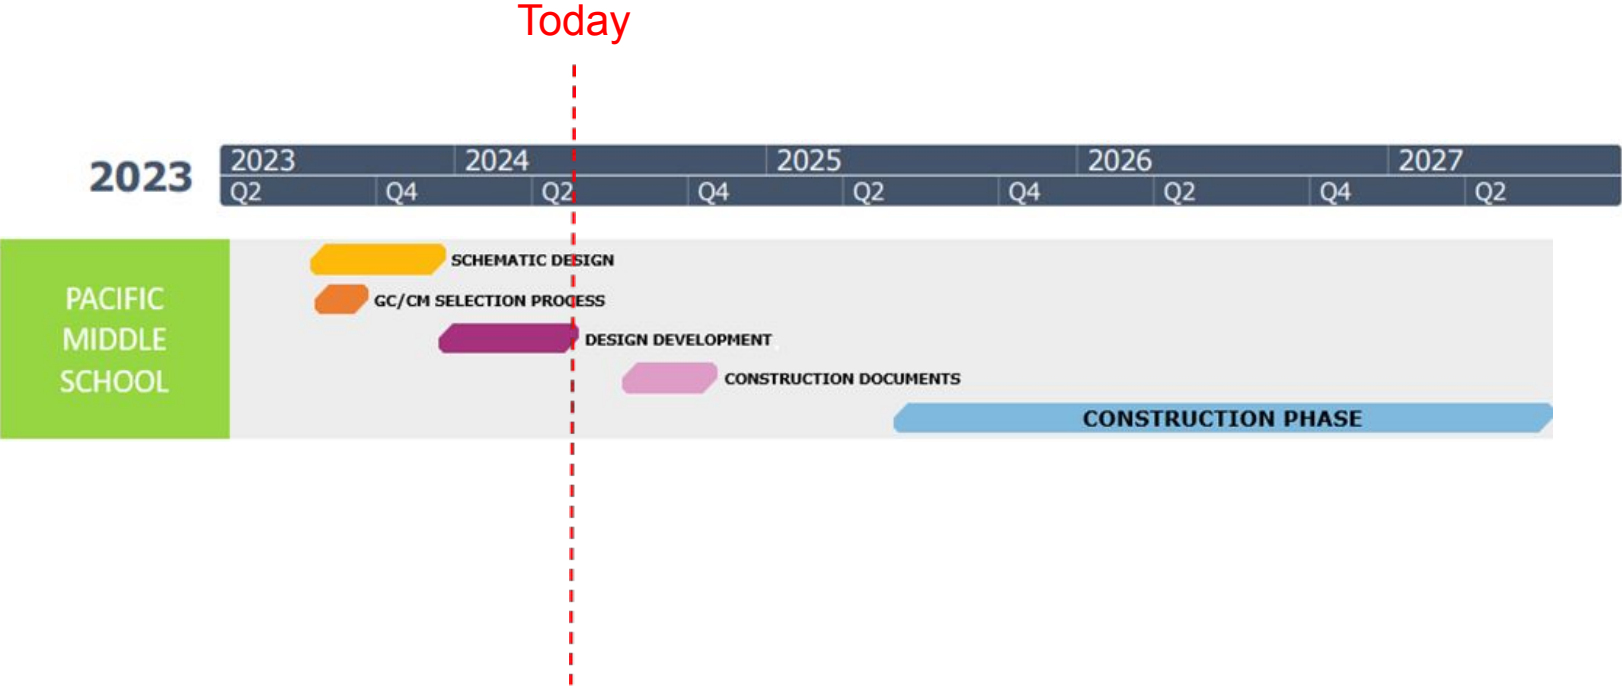 Today
2023
2023 2024 2025 2026 2027
Q2 Q4 Q2 Q4 Q2 Q4 Q2 Q4 Q2
PACIFIC
MIDDLE
SCHOOL
SCHEMATIC DESIGN
GC/CM SELECTION PROCESS
DESIGN DEVELOPMENT
CONSTRUCTION DOCUMENTS
CONSTRUCTION PHASE